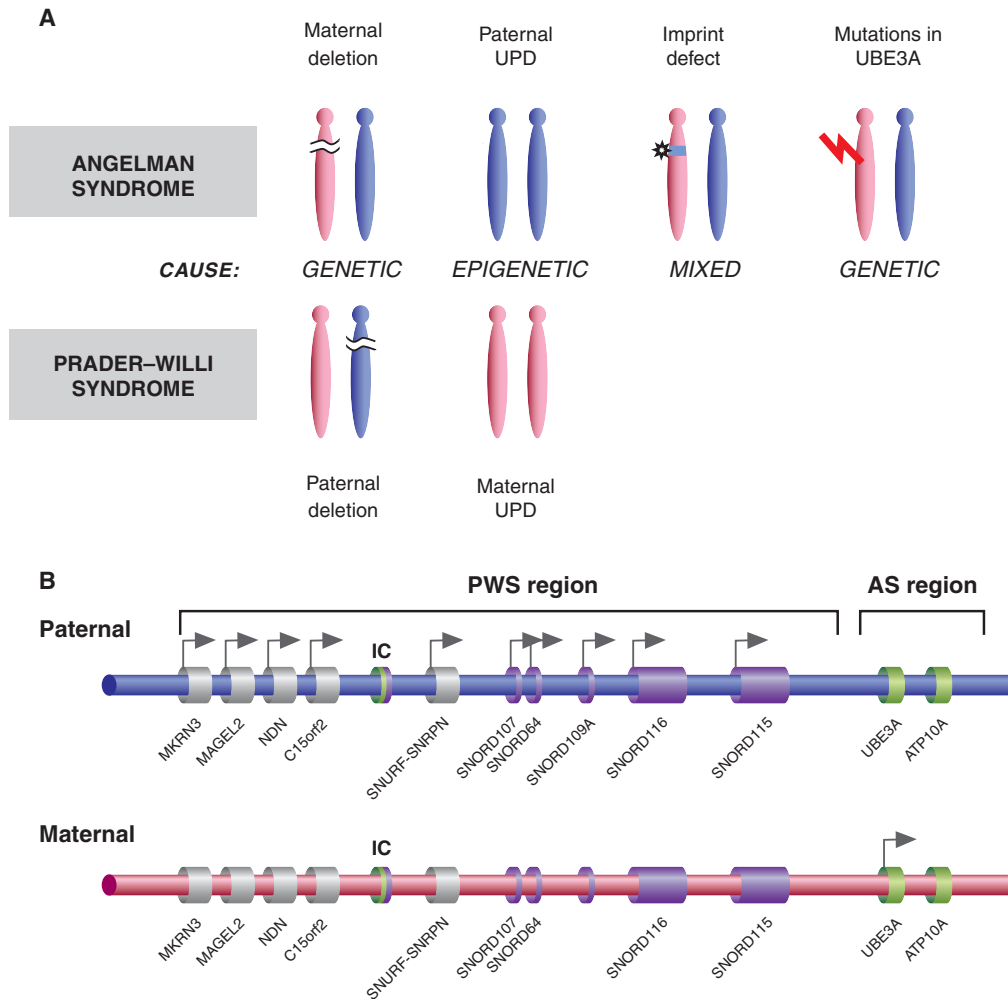 A
Maternal
deletion
Paternal
UPD
Imprint
defect
Mutations in
UBE3A
ANGELMAN
SYNDROME
CAUSE:
GENETIC
EPIGENETIC
MIXED
GENETIC
PRADER–WILLI
SYNDROME
Paternal
deletion
Maternal
UPD
B
PWS region
AS region
Paternal
IC
MKRN3
MAGEL2
NDN
C15orf2
SNURF-SNRPN
SNORD107
SNORD64
SNORD109A
SNORD116
SNORD115
UBE3A
ATP10A
Maternal
IC
MKRN3
MAGEL2
NDN
C15orf2
SNURF-SNRPN
SNORD107
SNORD64
SNORD116
SNORD115
UBE3A
ATP10A